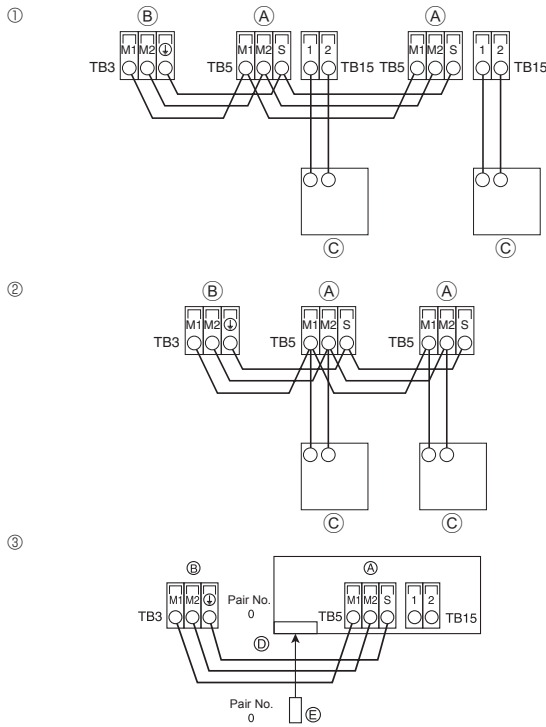 ①
Ⓑ Ⓐ Ⓐ
M1 M2 ⏚ M1 M2 S 1 2 M1 M2 S 1 2
TB3 TB5 TB15 TB5 TB15
Ⓒ Ⓒ
②
Ⓑ Ⓐ Ⓐ
M1 M2 ⏚ M1 M2 S M1 M2 S
TB3 TB5 TB5
Ⓒ Ⓒ
③
Ⓑ Ⓐ
M1 M2 ⏚ Pair No. M1 M2 S 1 2
TB3 0 TB5 TB15
Ⓓ
Pair No.
0 Ⓔ